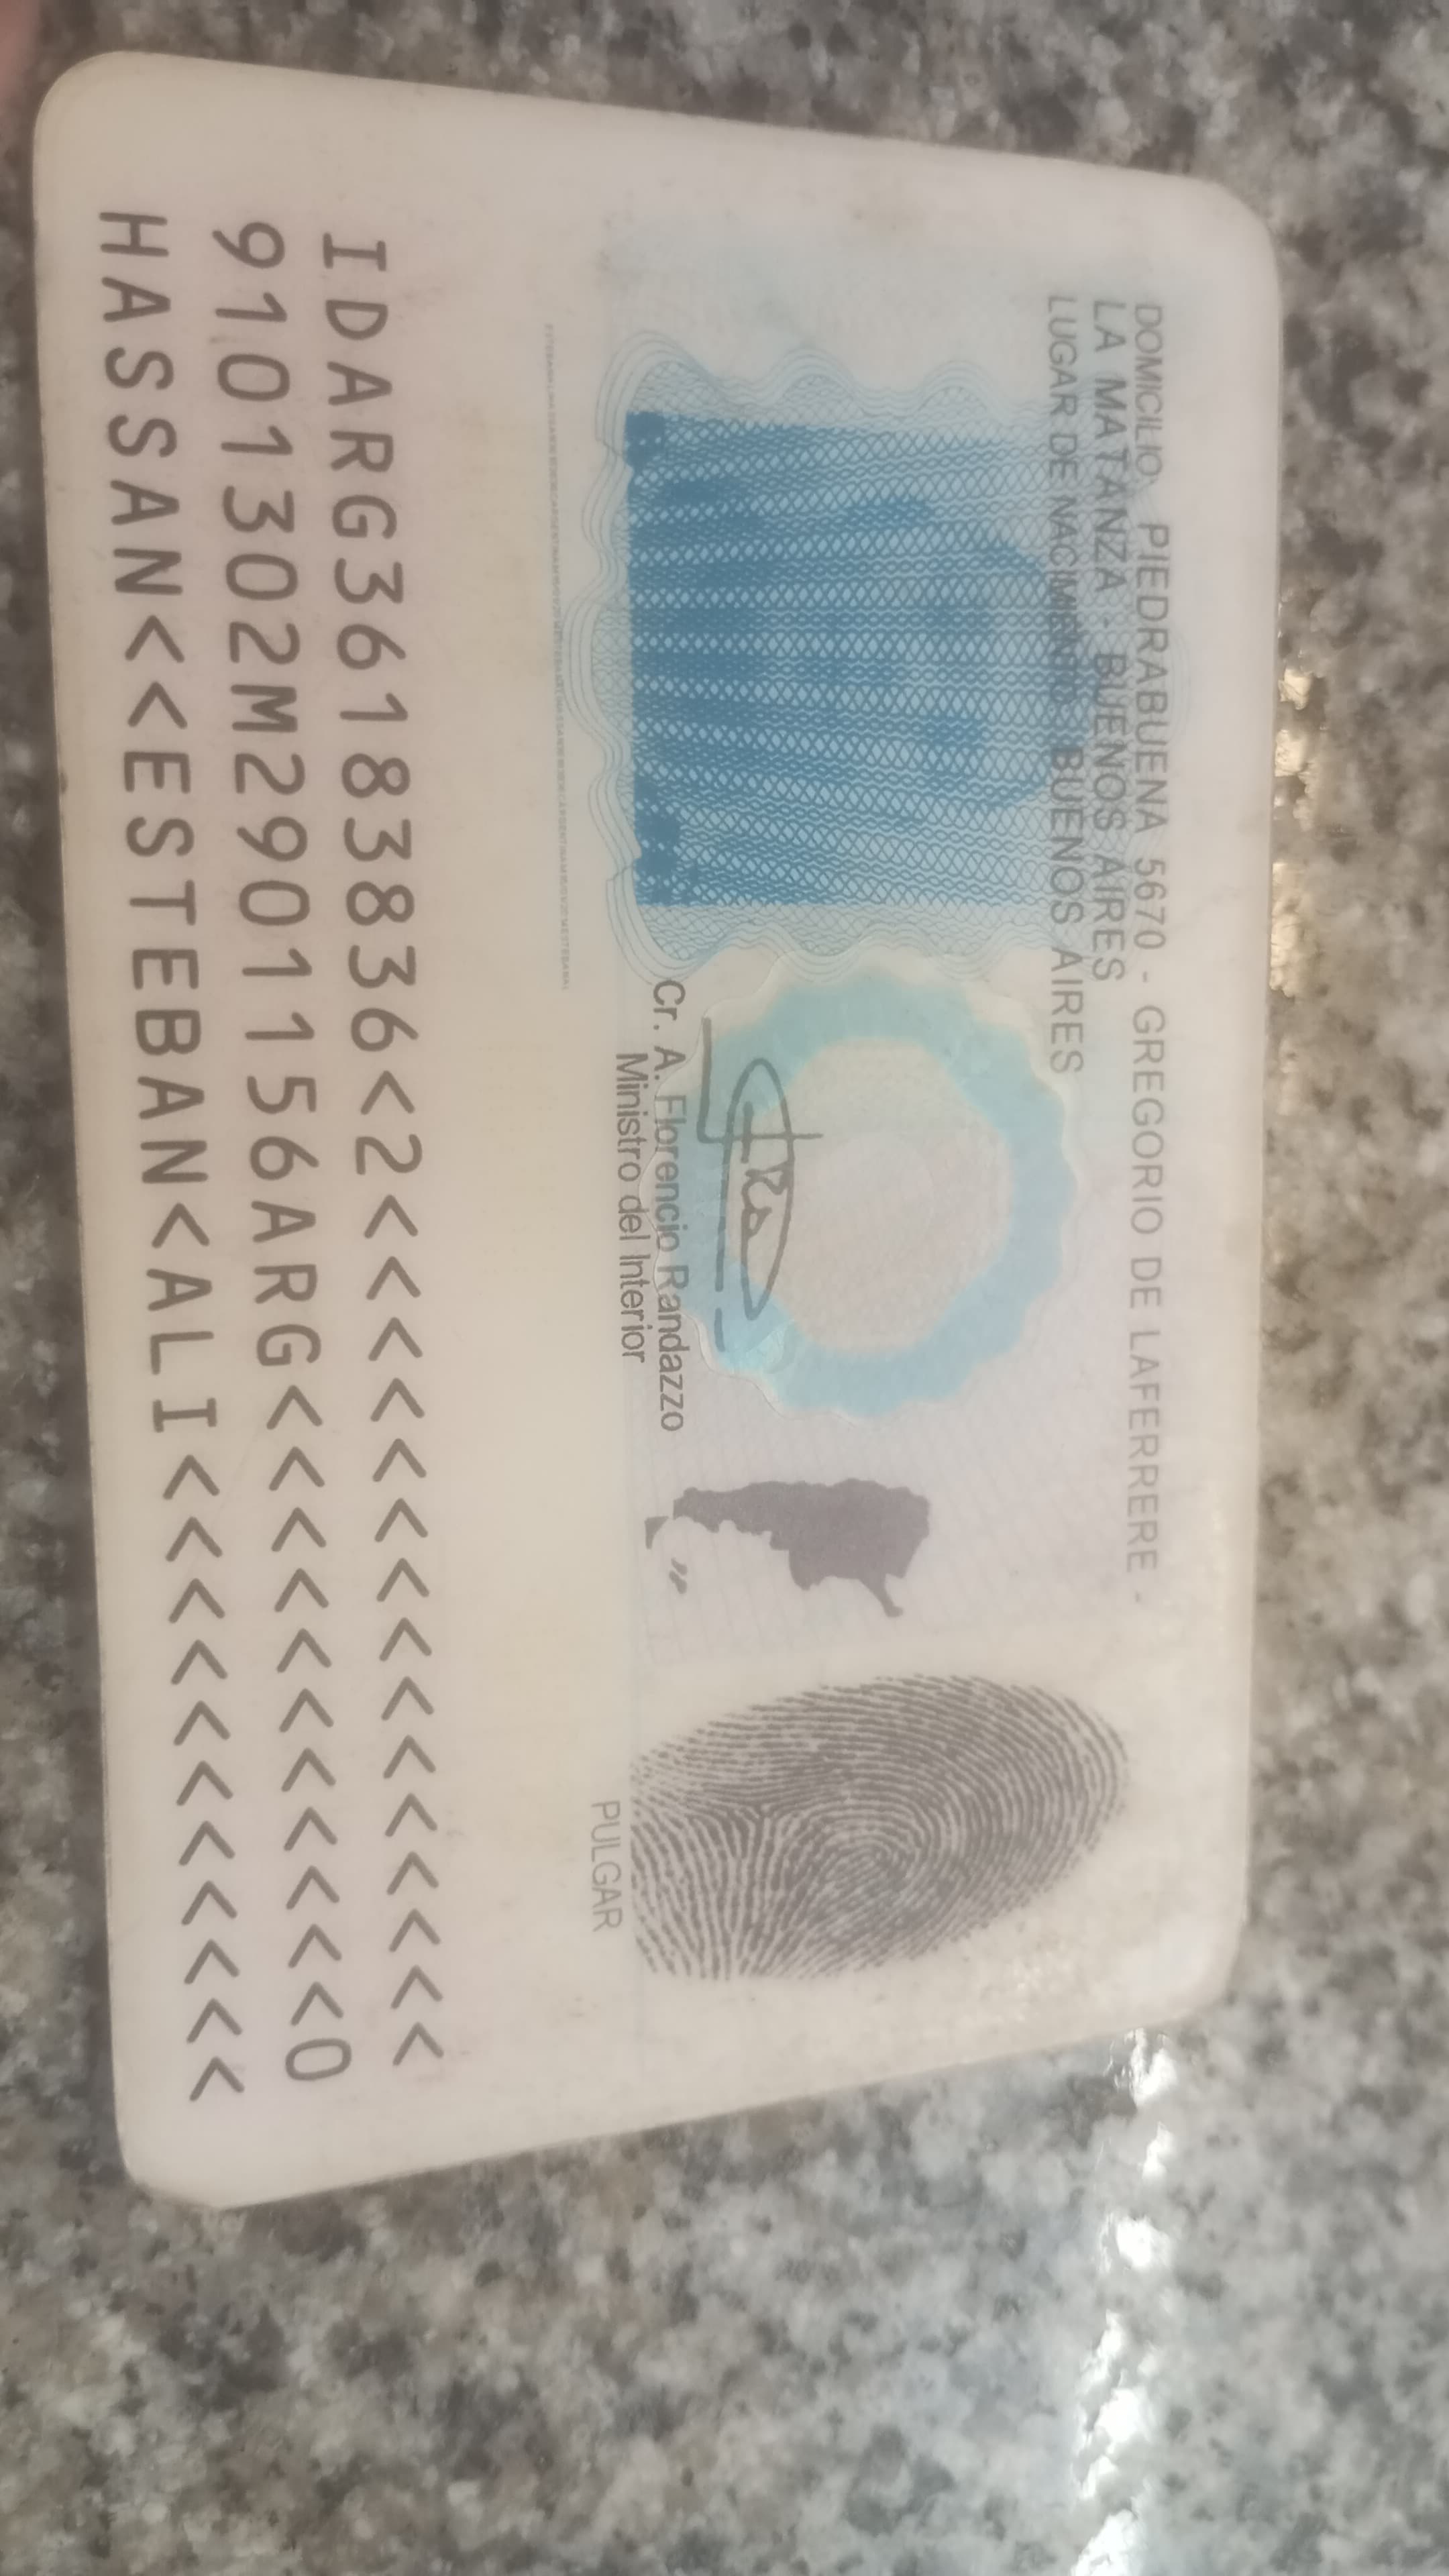 DOMICILIO: PIEDRABUENA 5670 - GREGORIO DE LAFERRERE -
LA MATANZA - BUENOS AIRES
LUGAR DE NACIMIENTO: BUENOS AIRES
Cr. A. Florencio Randazzo
Ministro del Interior
PULGAR
IDARG36183836<2<<<<<<<<<<<<<<<
9101302M2901156ARG<<<<<<<<<<<0
HASSAN<<ESTEBAN<ALI<<<<<<<<<<<